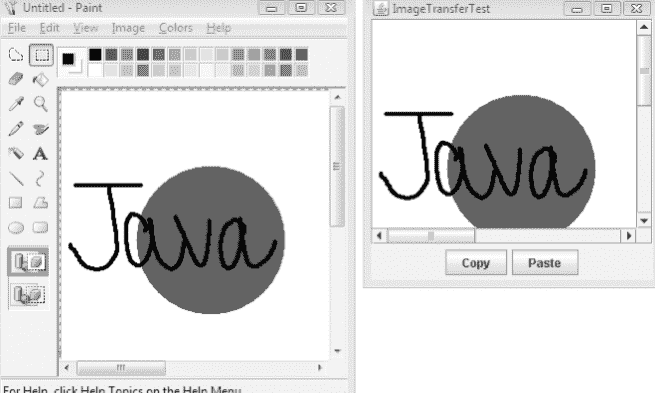 Untitled - Paint
File Edit View Image Colors Help
A
Java
For Help, click Help Topics on the Help Menu.
ImageTransferTest
Java
Copy Paste